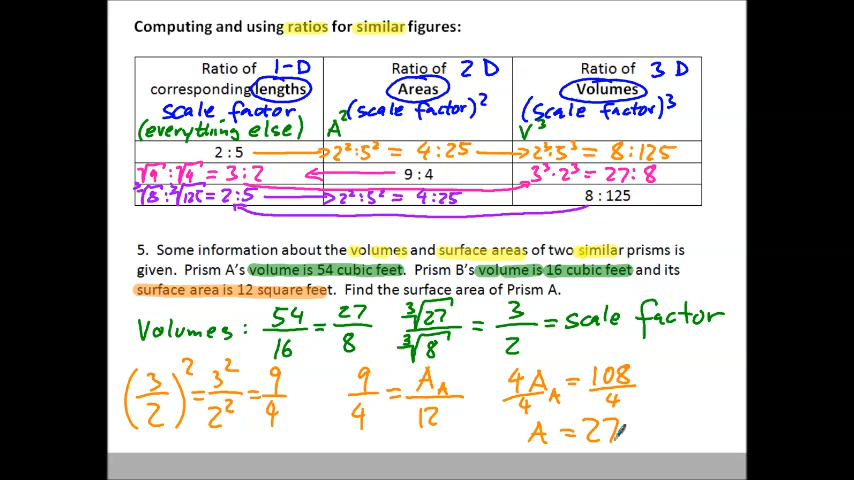 Computing and using ratios for similar figures:
Ratio of 1-D
corresponding lengths
scale factor
(everything else)
Ratio of 2 D
Areas
(scale factor)²
A²
Ratio of 3 D
Volumes
(scale factor)³
V³
2 : 5 → 2²:5² = 4:25 → 2³:5³ = 8:125
√9 : √4 = 3:2 ← 9 : 4 3³·2³ = 27:8
³√8 : ³√125 = 2:5 → 2²:5² = 4:25 8 : 125
5. Some information about the volumes and surface areas of two similar prisms is
given. Prism A's volume is 54 cubic feet. Prism B's volume is 16 cubic feet and its
surface area is 12 square feet. Find the surface area of Prism A.
Volumes: 54/16 = 27/8 ³√27/³√8 = 3/2 = scale factor
(3/2)² = 3²/2² = 9/4 9/4 = A_A/12 4A_A/4 = 108/4
A = 27